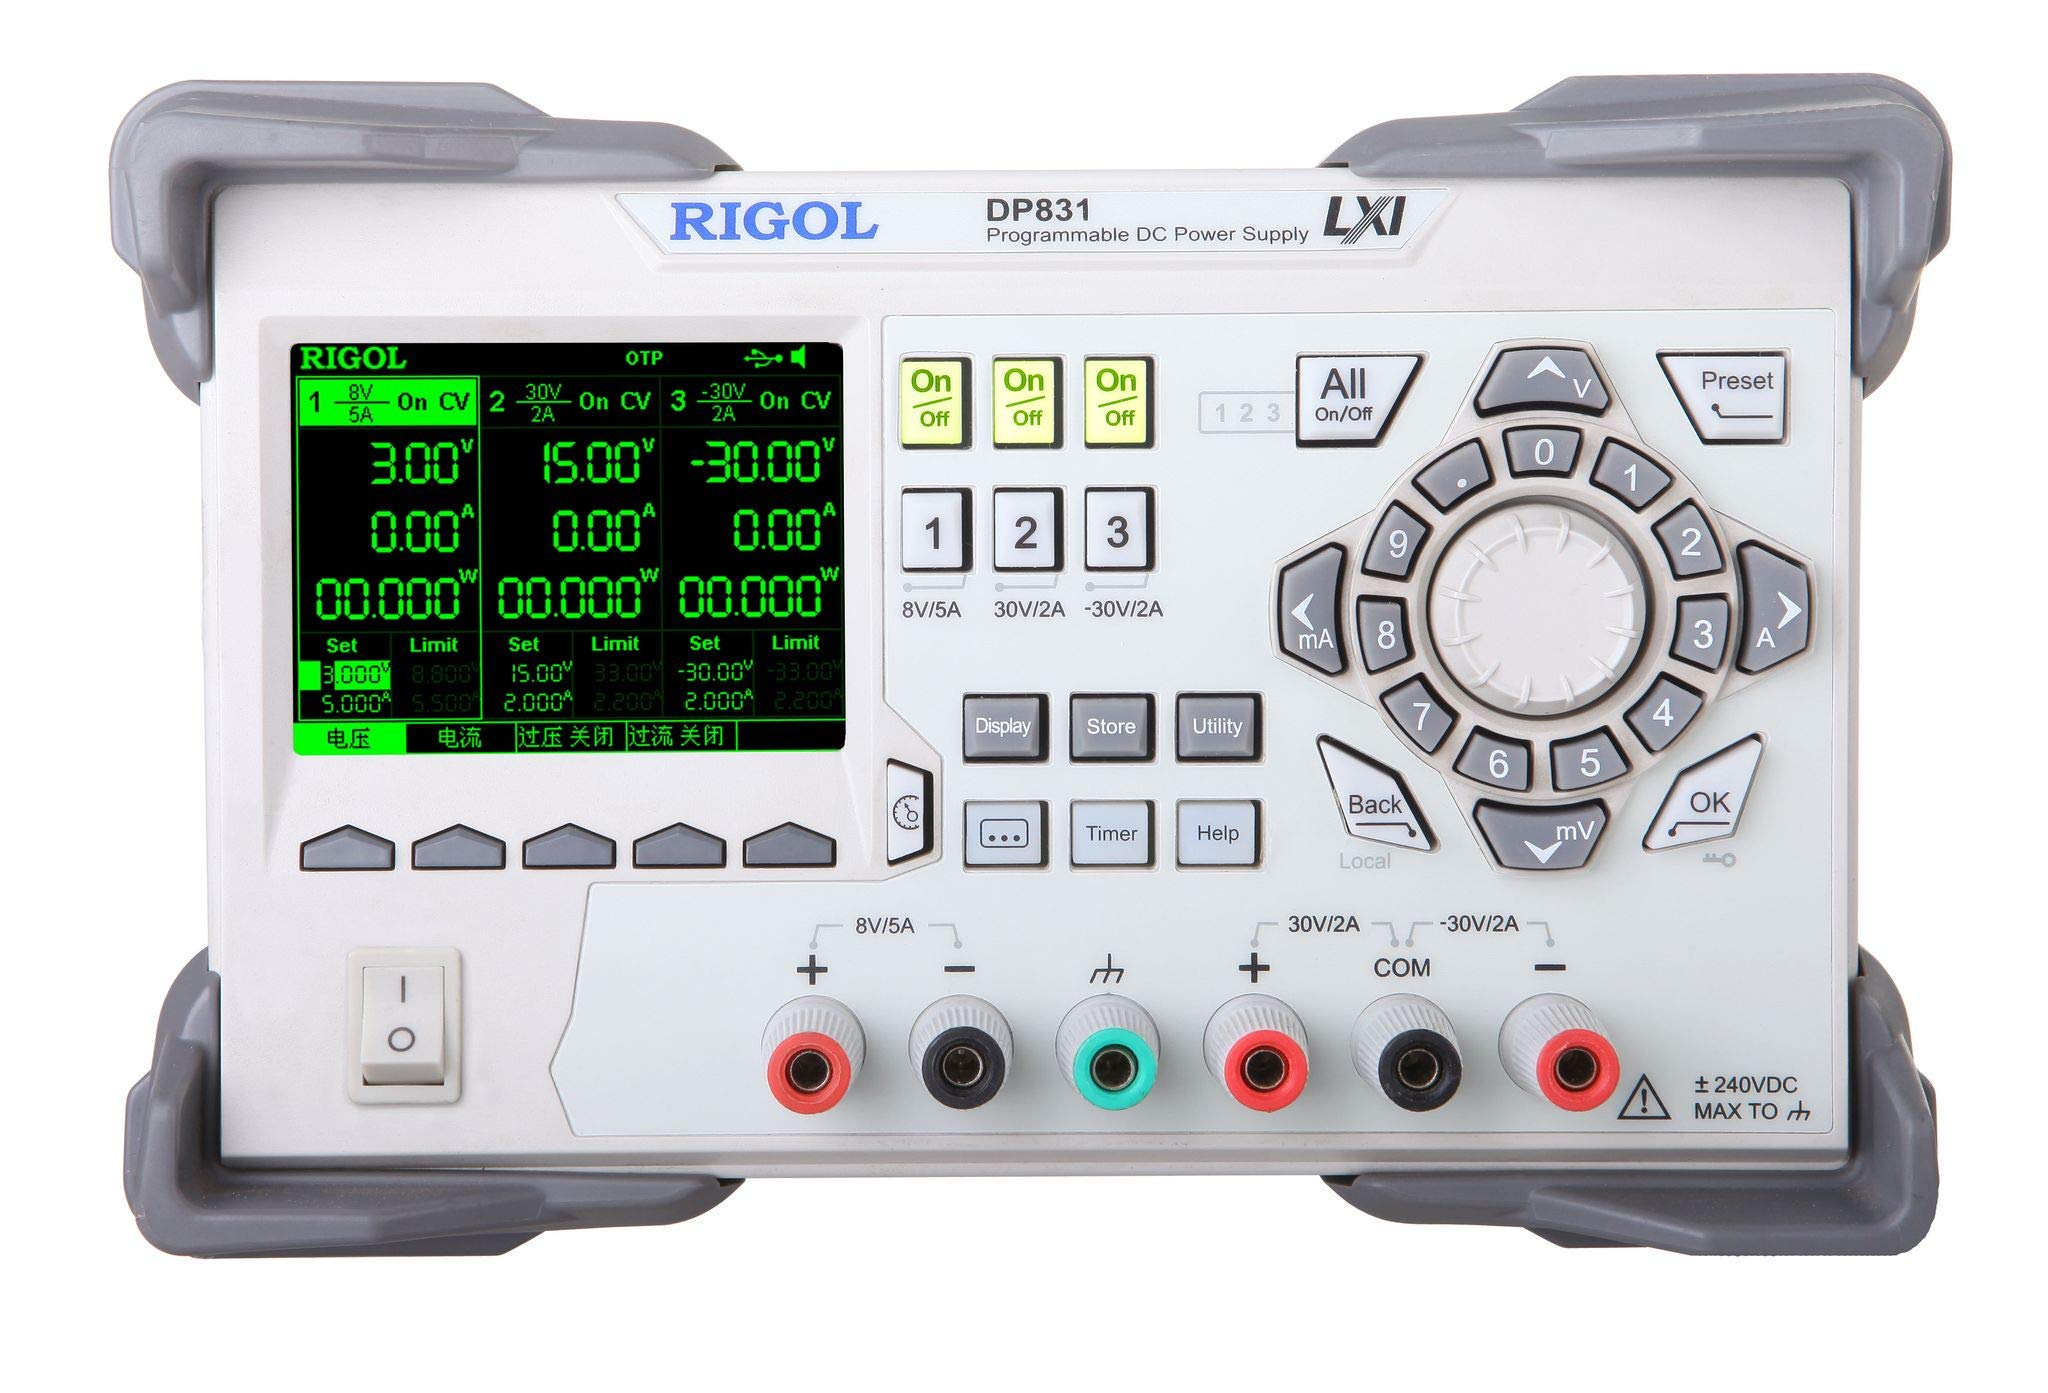 RIGOL DP831 LXI
Programmable DC Power Supply
RIGOL OTP
1 8V/5A On CV 2 30V/2A On CV 3 -30V/2A On CV
3.00V 15.00V -30.00V
0.00A 0.00A 0.00A
00.000W 00.000W 00.000W
Set Limit Set Limit Set Limit
3.000V 8.800V 15.00V 33.00V -30.00V -33.00V
5.000A 5.500A 2.000A 2.200A 2.000A 2.200A
电压 电流 过压 关闭 过流 关闭
On/Off On/Off On/Off
1 2 3
All
On/Off
Preset
1 2 3
8V/5A 30V/2A -30V/2A
V
0
1
2
3
4
5
6
7
8
9
.
mA
A
mV
Display Store Utility
Timer Help
Back
Local
OK
8V/5A 30V/2A -30V/2A
+ − + COM −
I
O
± 240VDC
MAX TO